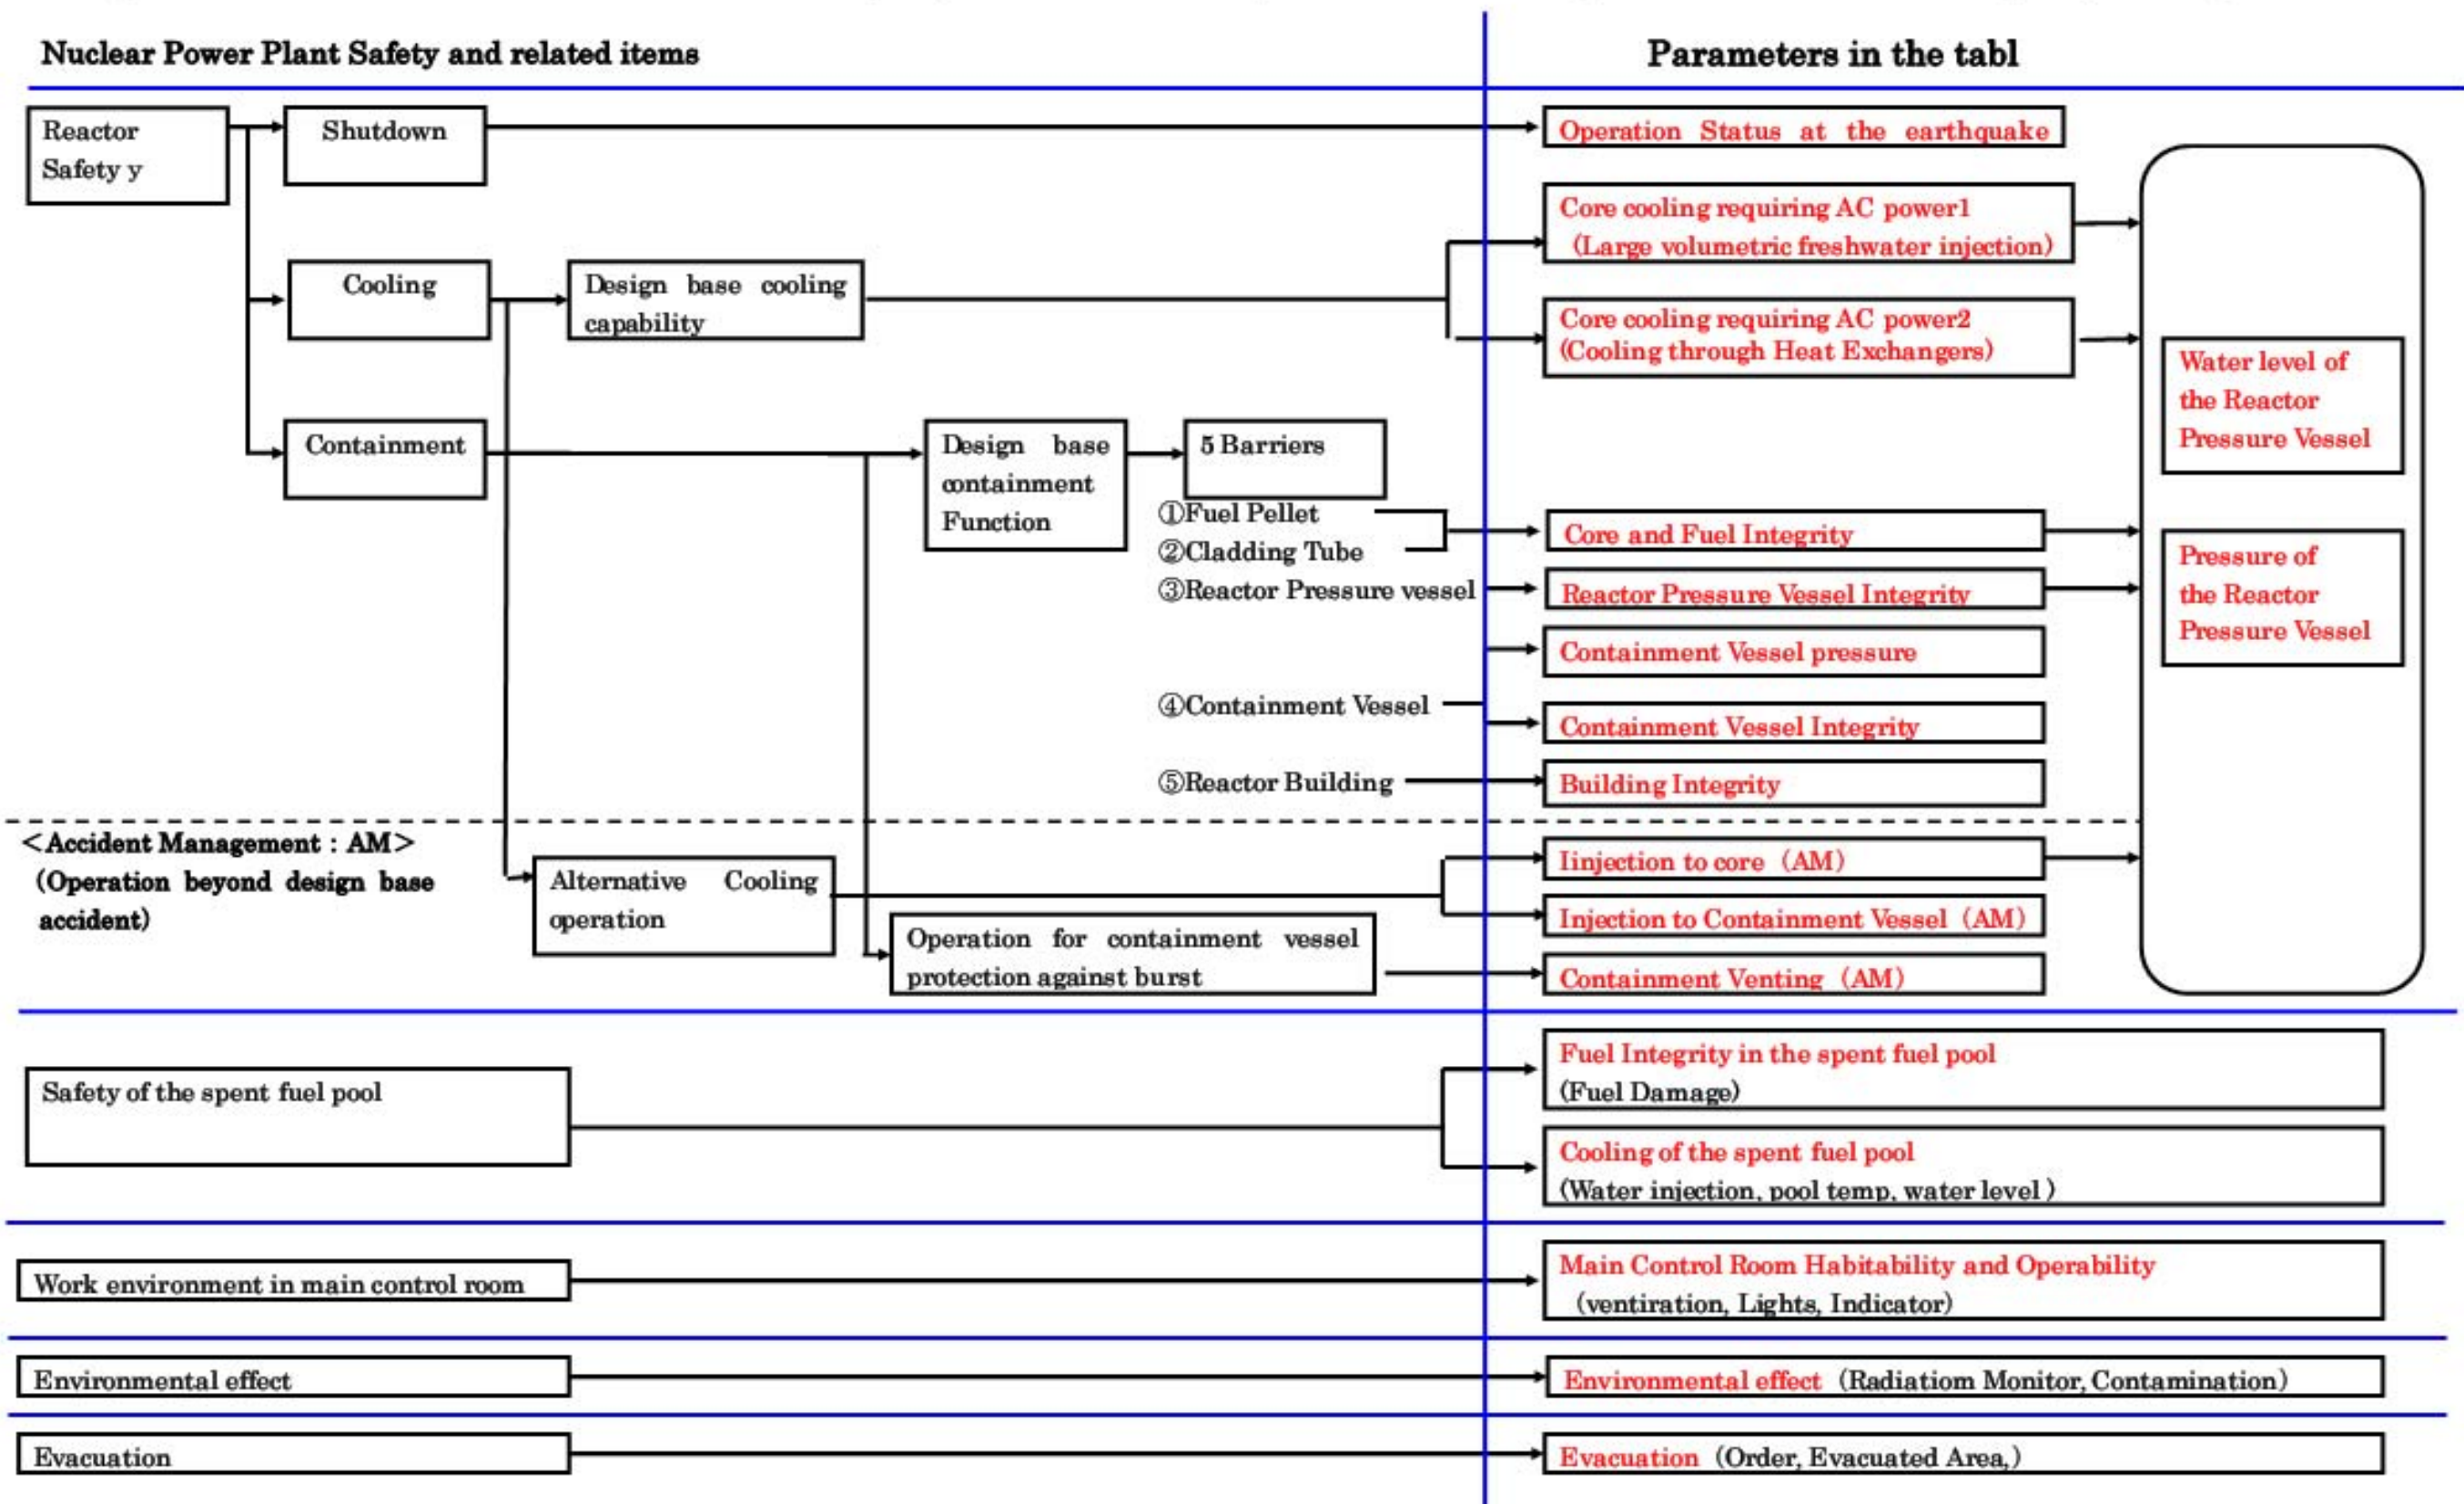 Nuclear Power Plant Safety and related items
Parameters in the tabl
Reactor
Safety y
Shutdown
Operation Status at the earthquake
Core cooling requiring AC power1
(Large volumetric freshwater injection)
Cooling
Design base cooling
capability
Core cooling requiring AC power2
(Cooling through Heat Exchangers)
Water level of
the Reactor
Pressure Vessel
Containment
Design base
containment
Function
5 Barriers
①Fuel Pellet
②Cladding Tube
③Reactor Pressure vessel
④Containment Vessel
⑤Reactor Building
Core and Fuel Integrity
Reactor Pressure Vessel Integrity
Containment Vessel pressure
Containment Vessel Integrity
Building Integrity
Pressure of
the Reactor
Pressure Vessel
<Accident Management : AM>
(Operation beyond design base
accident)
Alternative Cooling
operation
Operation for containment vessel
protection against burst
Iinjection to core (AM)
Injection to Containment Vessel (AM)
Containment Venting (AM)
Safety of the spent fuel pool
Fuel Integrity in the spent fuel pool
(Fuel Damage)
Cooling of the spent fuel pool
(Water injection, pool temp, water level )
Work environment in main control room
Main Control Room Habitability and Operability
(ventiration, Lights, Indicator)
Environmental effect
Environmental effect (Radiatiom Monitor, Contamination)
Evacuation
Evacuation (Order, Evacuated Area,)